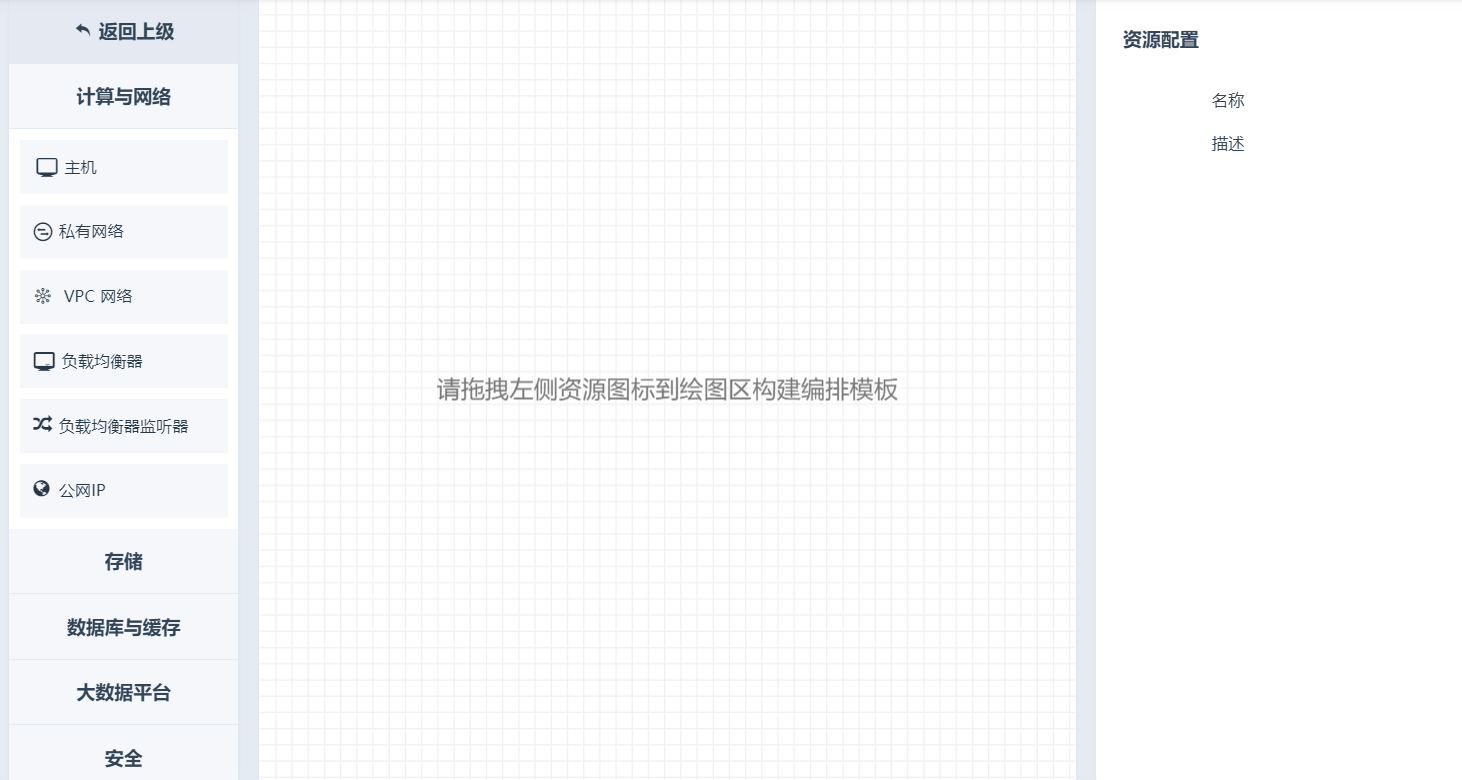 返回上级
计算与网络
主机
私有网络
VPC 网络
负载均衡器
负载均衡器监听器
公网IP
存储
数据库与缓存
大数据平台
安全
请拖拽左侧资源图标到绘图区构建编排模板
资源配置
名称
描述